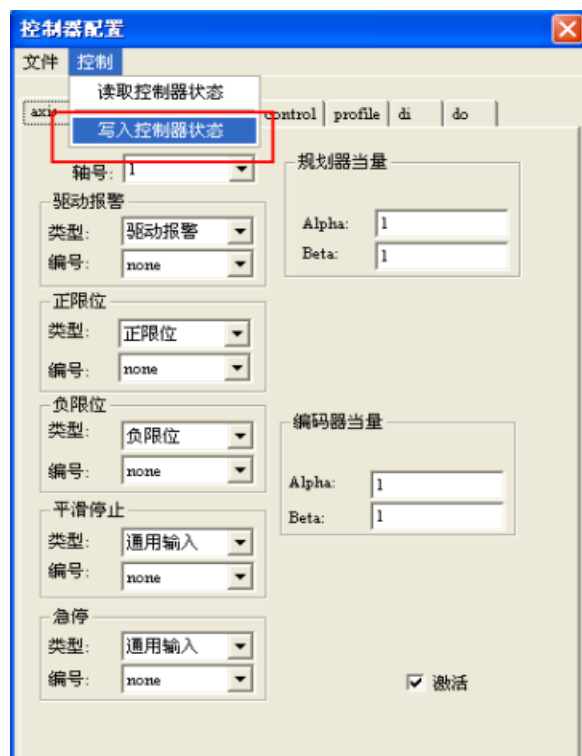 控制器配置
文件 控制
读取控制器状态
写入控制器状态
control profile di do
轴号: 1
规划器当量
Alpha: 1
Beta: 1
驱动报警
类型: 驱动报警
编号: none
正限位
类型: 正限位
编号: none
负限位
类型: 负限位
编号: none
编码器当量
Alpha: 1
Beta: 1
平滑停止
类型: 通用输入
编号: none
急停
类型: 通用输入
编号: none
激活